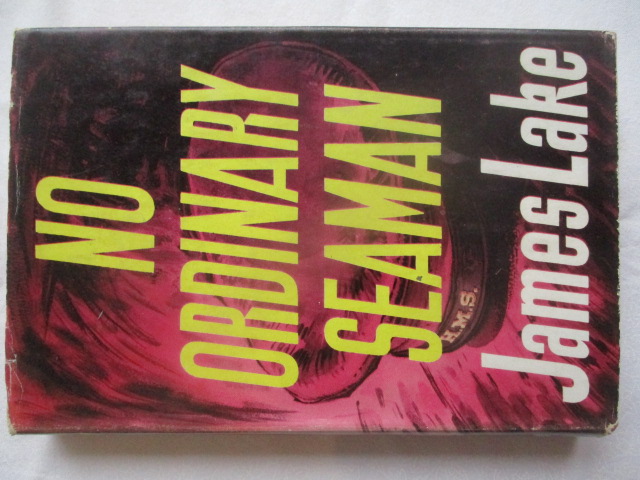 NO
ORDINARY
SEAMAN
H.M.S.
James Lake